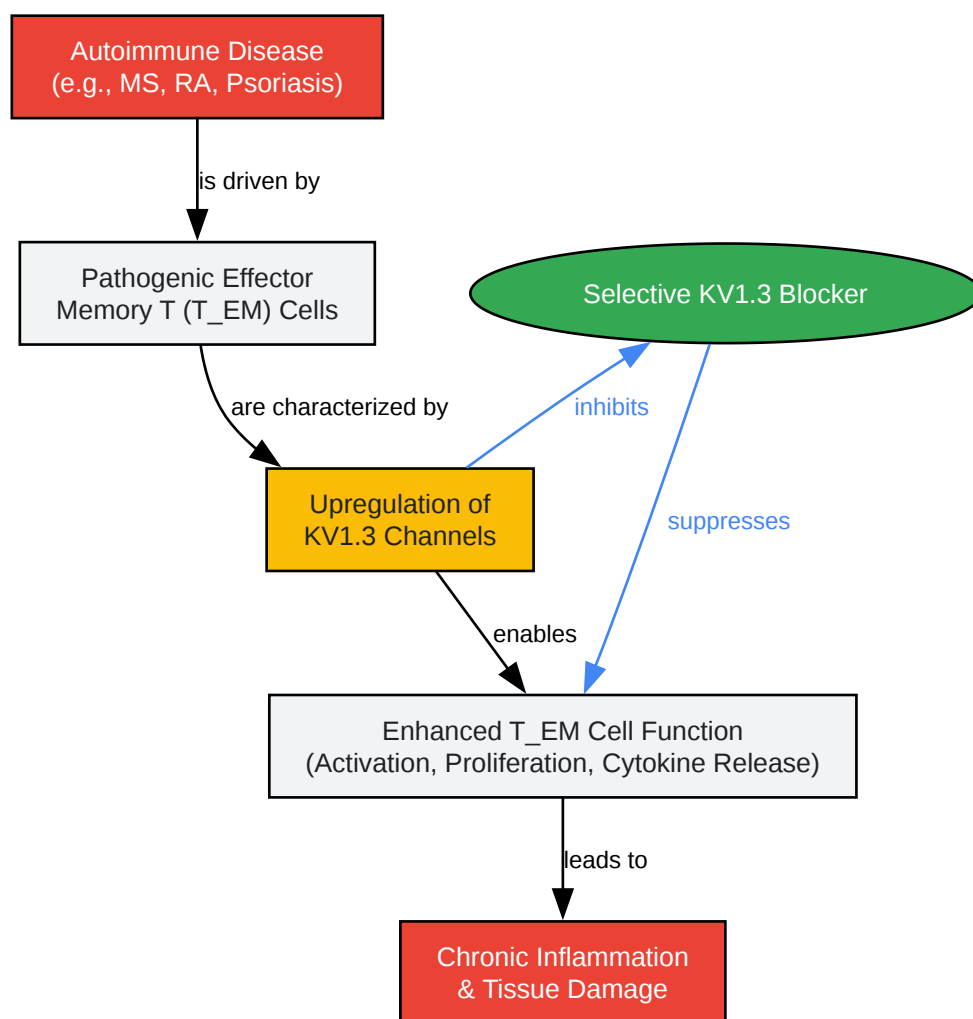 Autoimmune Disease
(e.g., MS, RA, Psoriasis)
is driven by
Pathogenic Effector
Memory T (T_EM) Cells
Selective KV1.3 Blocker
are characterized by
inhibits
Upregulation of
KV1.3 Channels
suppresses
enables
Enhanced T_EM Cell Function
(Activation, Proliferation, Cytokine Release)
leads to
Chronic Inflammation
& Tissue Damage